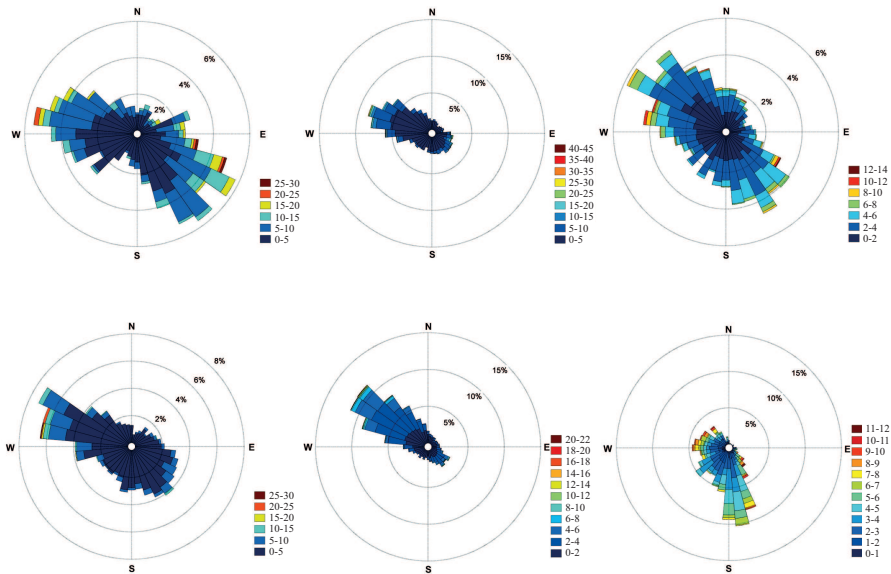 N
6%
4%
2%
W
E
S
25-30
20-25
15-20
10-15
5-10
0-5
N
15%
10%
5%
W
E
S
40-45
35-40
30-35
25-30
20-25
15-20
10-15
5-10
0-5
N
6%
4%
2%
W
E
S
12-14
10-12
8-10
6-8
4-6
2-4
0-2
N
8%
6%
4%
2%
W
E
S
25-30
20-25
15-20
10-15
5-10
0-5
N
15%
10%
5%
W
E
S
20-22
18-20
16-18
14-16
12-14
10-12
8-10
6-8
4-6
2-4
0-2
N
15%
10%
5%
W
E
S
11-12
10-11
9-10
8-9
7-8
6-7
5-6
4-5
3-4
2-3
1-2
0-1